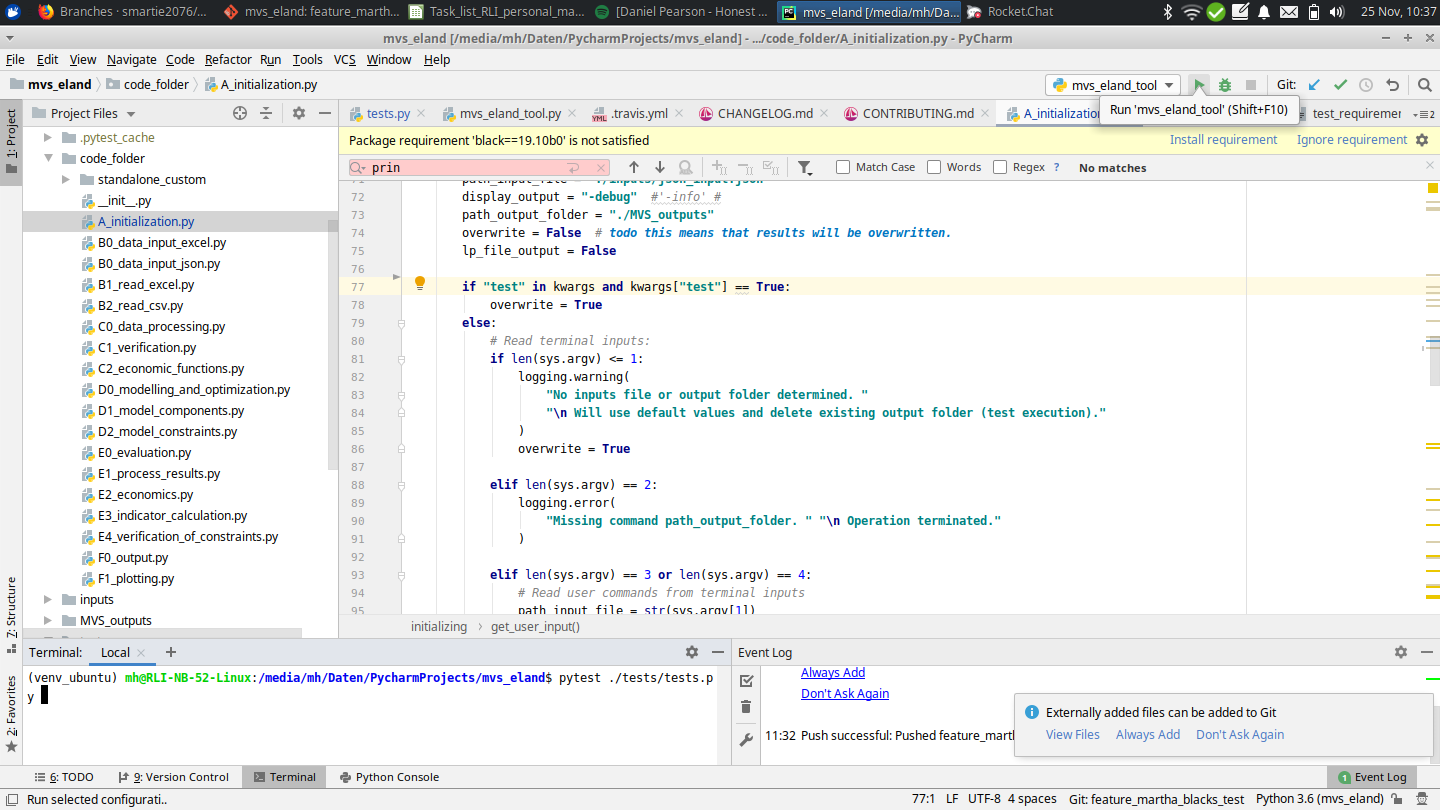 Branches - smartie2076/...
mvs_eland: feature_marth...
Task_list_RLI_personal_ma...
[Daniel Pearson - Hones ...
mvs_eland [/media/mh/Da...
Rocket.Chat
25 Nov, 10:37
mvs_eland [/media/mh/Daten/PycharmProjects/mvs_eland] - .../code_folder/A_initialization.py - PyCharm
File Edit View Navigate Code Refactor Run Tools VCS Window Help
mvs_eland code_folder A_initialization.py
mvs_eland_tool
Git:
Run 'mvs_eland_tool' (Shift+F10)
1: Project
Project Files
tests.py
mvs_eland_tool.py
.travis.yml
CHANGELOG.md
CONTRIBUTING.md
A_initialization
test_requiremer
2
Package requirement 'black==19.10b0' is not satisfied
Install requirement Ignore requirement
prin
Match Case Words Regex ? No matches
.pytest_cache
code_folder
standalone_custom
__init__.py
A_initialization.py
B0_data_input_excel.py
B0_data_input_json.py
B1_read_excel.py
B2_read_csv.py
C0_data_processing.py
C1_verification.py
C2_economic_functions.py
D0_modelling_and_optimization.py
D1_model_components.py
D2_model_constraints.py
E0_evaluation.py
E1_process_results.py
E2_economics.py
E3_indicator_calculation.py
E4_verification_of_constraints.py
F0_output.py
F1_plotting.py
inputs
MVS_outputs
71 path_input_file = "./inputs/json_input.json"
72 display_output = "-debug" #'-info' #
73 path_output_folder = "./MVS_outputs"
74 overwrite = False # todo this means that results will be overwritten.
75 lp_file_output = False
76
77 if "test" in kwargs and kwargs["test"] == True:
78 overwrite = True
79 else:
80 # Read terminal inputs:
81 if len(sys.argv) <= 1:
82 logging.warning(
83 "No inputs file or output folder determined. "
84 "\n Will use default values and delete existing output folder (test execution)."
85 )
86 overwrite = True
87
88 elif len(sys.argv) == 2:
89 logging.error(
90 "Missing command path_output_folder. " "\n Operation terminated."
91 )
92
93 elif len(sys.argv) == 3 or len(sys.argv) == 4:
94 # Read user commands from terminal inputs
95 path_input_file = str(sys.argv[1])
initializing get_user_input()
Z: Structure
2: Favorites
Terminal: Local
(venv_ubuntu) mh@RLI-NB-52-Linux:/media/mh/Daten/PycharmProjects/mvs_eland$ pytest ./tests/tests.p
y
Event Log
Always Add
Don't Ask Again
11:32 Push successful: Pushed feature_marth
Externally added files can be added to Git
View Files Always Add Don't Ask Again
6: TODO
9: Version Control
Terminal
Python Console
1 Event Log
Run selected configurati..
77:1 LF UTF-8 4 spaces Git: feature_martha_blacks_test Python 3.6 (mvs_eland)